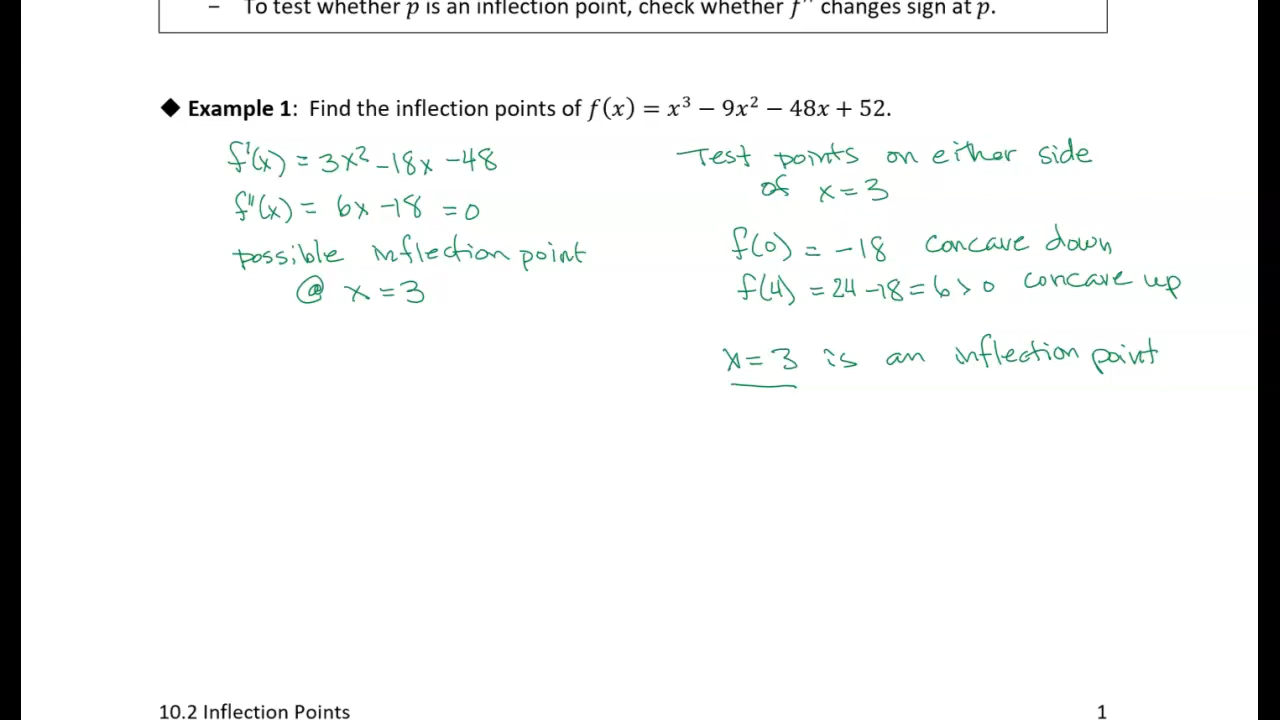 – To test whether p is an inflection point, check whether f'' changes sign at p.
◆ Example 1: Find the inflection points of f(x) = x³ − 9x² − 48x + 52.
f'(x) = 3x² -18x -48
f"(x) = 6x -18 = 0
possible inflection point
@ x = 3
Test points on either side
of x = 3
f(0) = -18 concave down
f(4) = 24 -18 = 6 > 0 concave up
x = 3 is an inflection point
10.2 Inflection Points
1